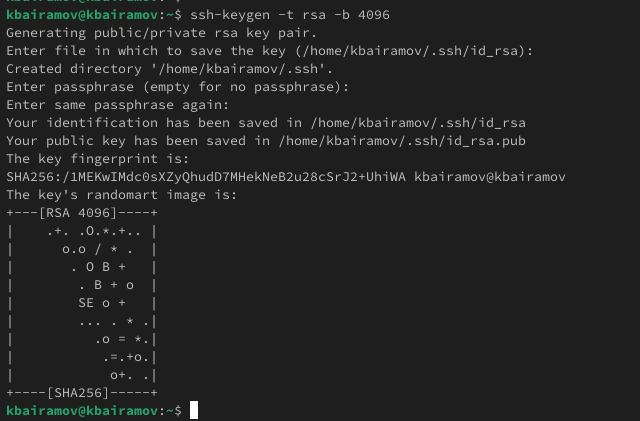 kbairamov@kbairamov:~$ ssh-keygen -t rsa -b 4096
Generating public/private rsa key pair.
Enter file in which to save the key (/home/kbairamov/.ssh/id_rsa):
Created directory '/home/kbairamov/.ssh'.
Enter passphrase (empty for no passphrase):
Enter same passphrase again:
Your identification has been saved in /home/kbairamov/.ssh/id_rsa
Your public key has been saved in /home/kbairamov/.ssh/id_rsa.pub
The key fingerprint is:
SHA256:/1MEKwIMdc0sXZyQhudD7MHekNeB2u28cSrJ2+UhiWA kbairamov@kbairamov
The key's randomart image is:
+---[RSA 4096]----+
|    .+. .O.*.+.. |
|      o.o / * .  |
|       . O B +   |
|        . B + o  |
|        SE o +   |
|        ... . * .|
|          .o = *.|
|           .=.+o.|
|            o+. .|
+----[SHA256]-----+
kbairamov@kbairamov:~$